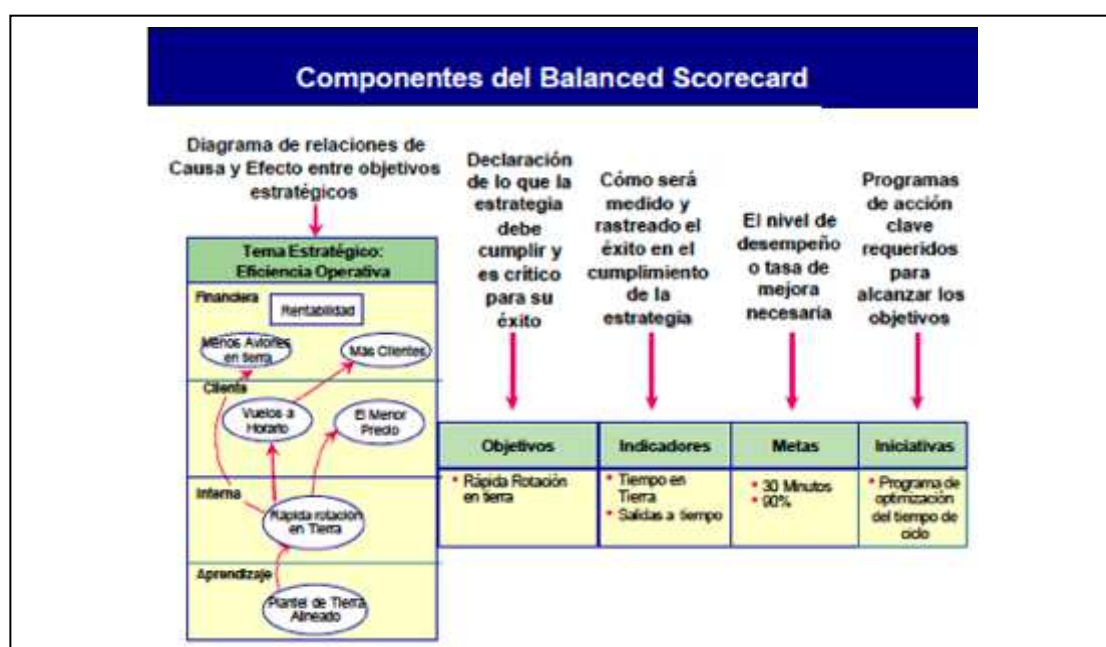 Componentes del Balanced Scorecard
Diagrama de relaciones de
Causa y Efecto entre objetivos
estratégicos
Declaración
de lo que la
estrategia
debe
cumplir y
es crítico
para su
éxito
Cómo será
medido y
rastreado el
éxito en el
cumplimiento
de la
estrategia
El nivel de
desempeño
o tasa de
mejora
necesaria
Programas
de acción
clave
requeridos
para
alcanzar los
objetivos
Tema Estratégico:
Eficiencia Operativa
Financiera
Rentabilidad
Menos Aviones
en tierra
Más Clientes
Cliente
Vuelos a
Horario
El Menor
Precio
Interna
Rápida rotación
en Tierra
Aprendizaje
Plantel de Tierra
Alineado
Objetivos
Indicadores
Metas
Iniciativas
• Rápida Rotación
en tierra
• Tiempo en
Tierra
• Salidas a tiempo
• 30 Minutos
• 90%
• Programa de
optimización
del tiempo de
ciclo